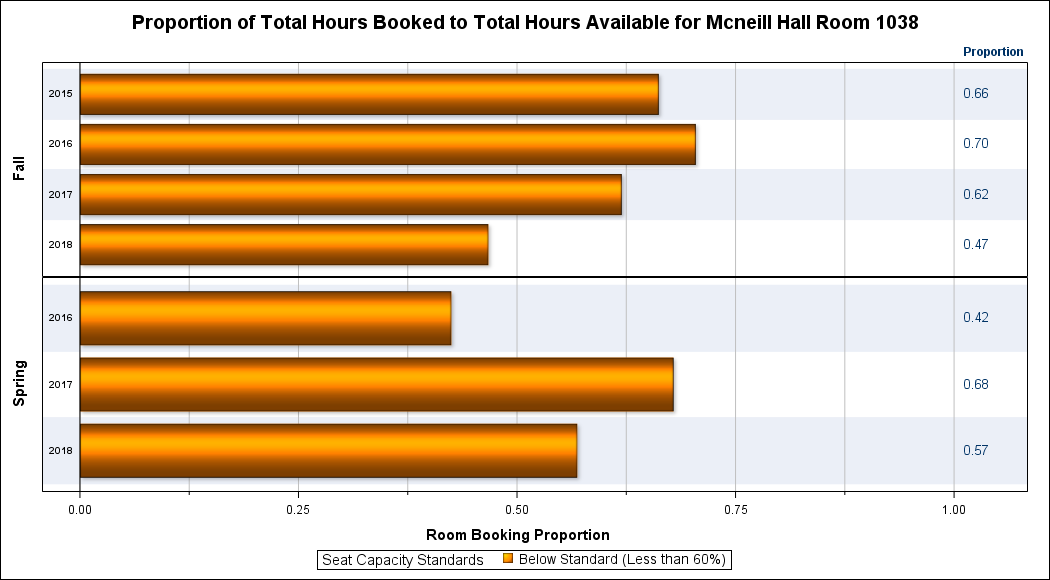 Proportion of Total Hours Booked to Total Hours Available for Mcneill Hall Room 1038
Proportion
Fall
2015 0.66
2016 0.70
2017 0.62
2018 0.47
Spring
2016 0.42
2017 0.68
2018 0.57
0.00 0.25 0.50 0.75 1.00
Room Booking Proportion
Seat Capacity Standards Below Standard (Less than 60%)